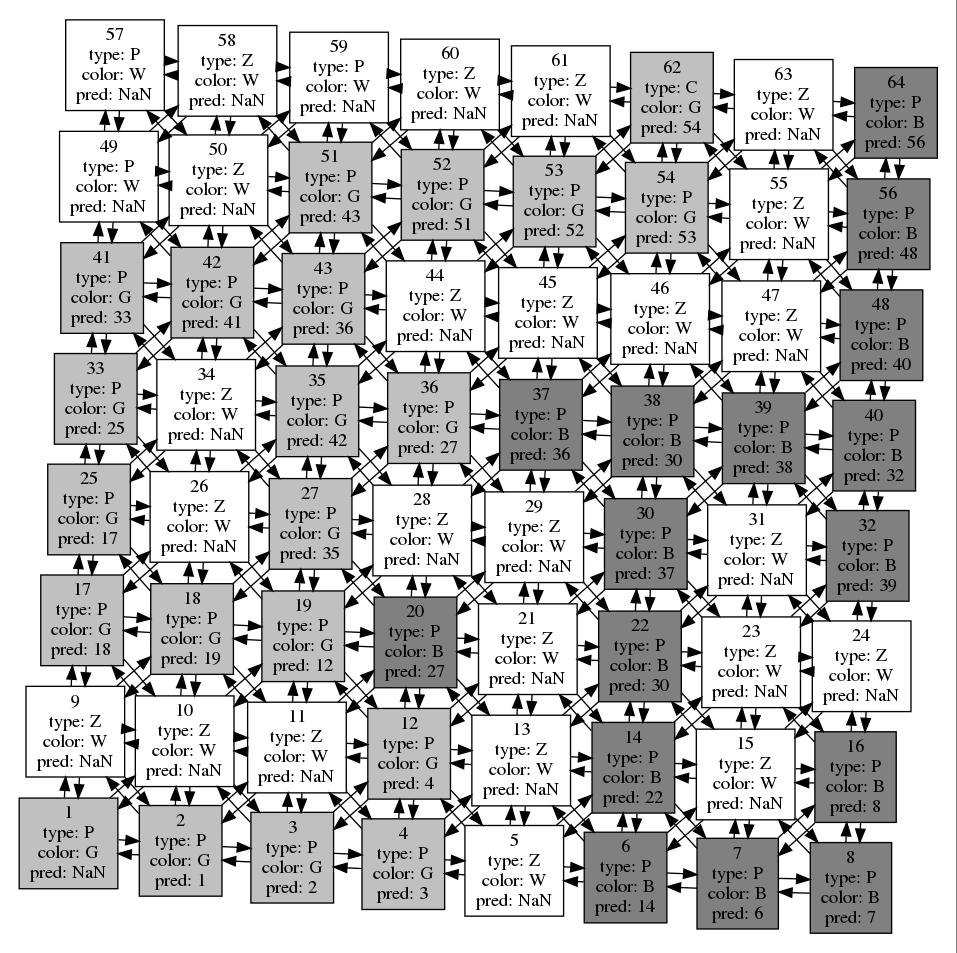 57
type: P
color: W
pred: NaN
58
type: Z
color: W
pred: NaN
59
type: P
color: W
pred: NaN
60
type: Z
color: W
pred: NaN
61
type: Z
color: W
pred: NaN
62
type: C
color: G
pred: 54
63
type: Z
color: W
pred: NaN
64
type: P
color: B
pred: 56
49
type: P
color: W
pred: NaN
50
type: Z
color: W
pred: NaN
51
type: P
color: G
pred: 43
52
type: P
color: G
pred: 51
53
type: P
color: G
pred: 52
54
type: P
color: G
pred: 53
55
type: Z
color: W
pred: NaN
56
type: P
color: B
pred: 48
41
type: P
color: G
pred: 33
42
type: P
color: G
pred: 41
43
type: P
color: G
pred: 36
44
type: Z
color: W
pred: NaN
45
type: Z
color: W
pred: NaN
46
type: Z
color: W
pred: NaN
47
type: Z
color: W
pred: NaN
48
type: P
color: B
pred: 40
33
type: P
color: G
pred: 25
34
type: Z
color: W
pred: NaN
35
type: P
color: G
pred: 42
36
type: P
color: G
pred: 27
37
type: P
color: B
pred: 36
38
type: P
color: B
pred: 30
39
type: P
color: B
pred: 38
40
type: P
color: B
pred: 32
25
type: P
color: G
pred: 17
26
type: Z
color: W
pred: NaN
27
type: P
color: G
pred: 35
28
type: Z
color: W
pred: NaN
29
type: Z
color: W
pred: NaN
30
type: P
color: B
pred: 37
31
type: Z
color: W
pred: NaN
32
type: P
color: B
pred: 39
17
type: P
color: G
pred: 18
18
type: P
color: G
pred: 19
19
type: P
color: G
pred: 12
20
type: P
color: B
pred: 27
21
type: Z
color: W
pred: NaN
22
type: P
color: B
pred: 30
23
type: Z
color: W
pred: NaN
24
type: Z
color: W
pred: NaN
9
type: Z
color: W
pred: NaN
10
type: Z
color: W
pred: NaN
11
type: Z
color: W
pred: NaN
12
type: P
color: G
pred: 4
13
type: Z
color: W
pred: NaN
14
type: P
color: B
pred: 22
15
type: Z
color: W
pred: NaN
16
type: P
color: B
pred: 8
1
type: P
color: G
pred: NaN
2
type: P
color: G
pred: 1
3
type: P
color: G
pred: 2
4
type: P
color: G
pred: 3
5
type: Z
color: W
pred: NaN
6
type: P
color: B
pred: 14
7
type: P
color: B
pred: 6
8
type: P
color: B
pred: 7